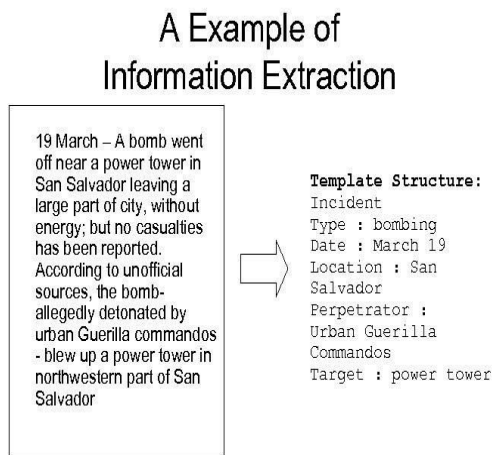 A Example of
Information Extraction
19 March – A bomb went
off near a power tower in
San Salvador leaving a
large part of city, without
energy; but no casualties
has been reported.
According to unofficial
sources, the bomb-
allegedly detonated by
urban Guerilla commandos
- blew up a power tower in
northwestern part of San
Salvador
Template Structure:
Incident
Type : bombing
Date : March 19
Location : San
Salvador
Perpetrator :
Urban Guerilla
Commandos
Target : power tower